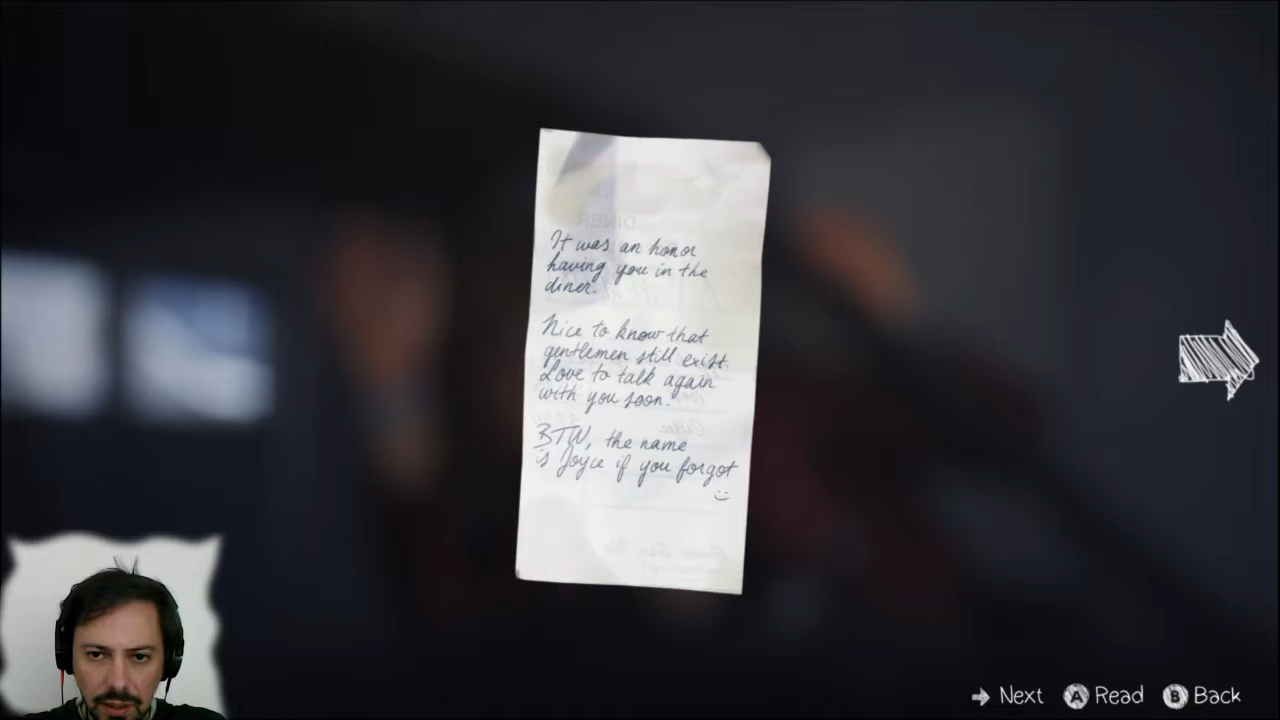 DINER
It was an honor
having you in the
diner.
Nice to know that
gentlemen still exist.
Love to talk again
with you soon.
BTW, the name
is Joyce if you forgot
:)
Next
A Read
B Back